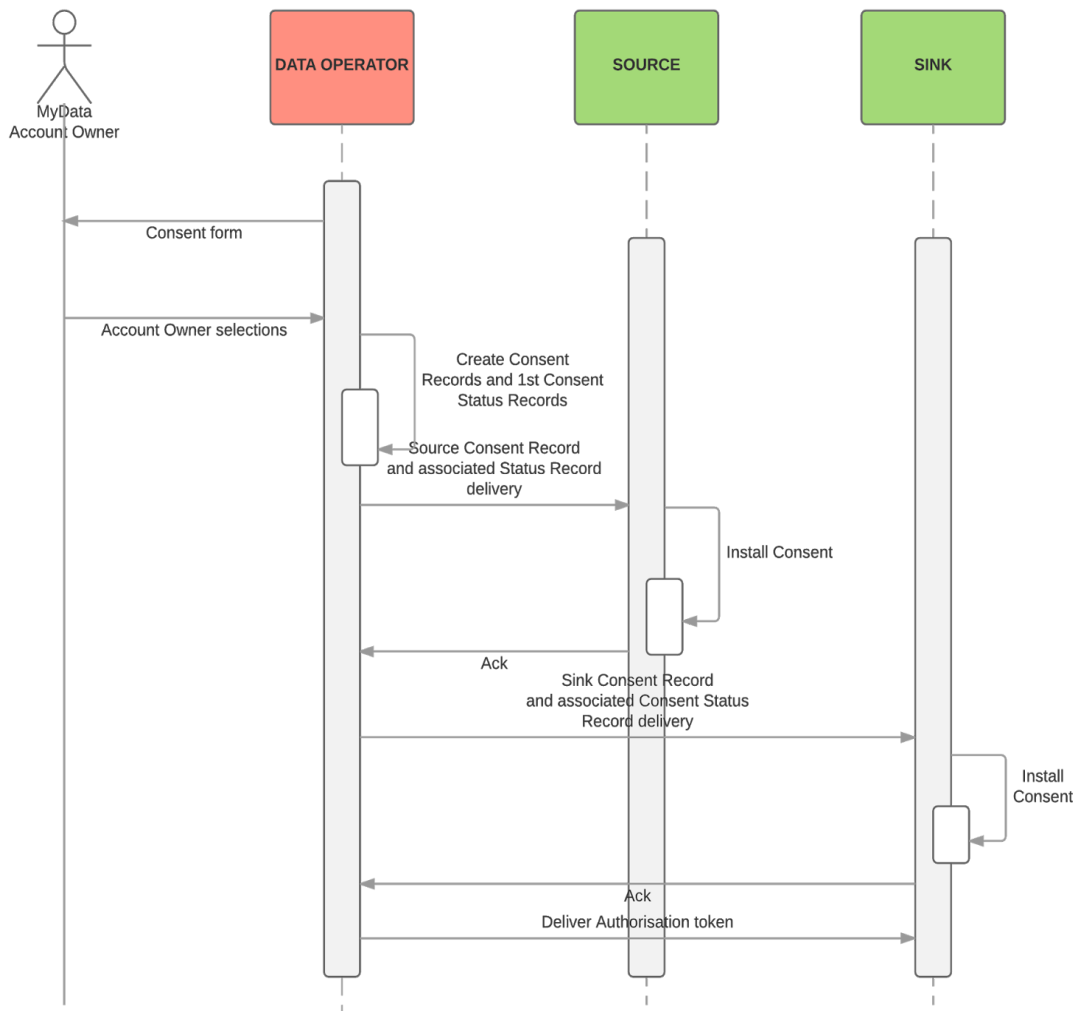 MyData
Account Owner
DATA OPERATOR
SOURCE
SINK
Consent form
Account Owner selections
Create Consent
Records and 1st Consent
Status Records
Source Consent Record
and associated Status Record
delivery
Install Consent
Ack
Sink Consent Record
and associated Consent Status
Record delivery
Install
Consent
Ack
Deliver Authorisation token